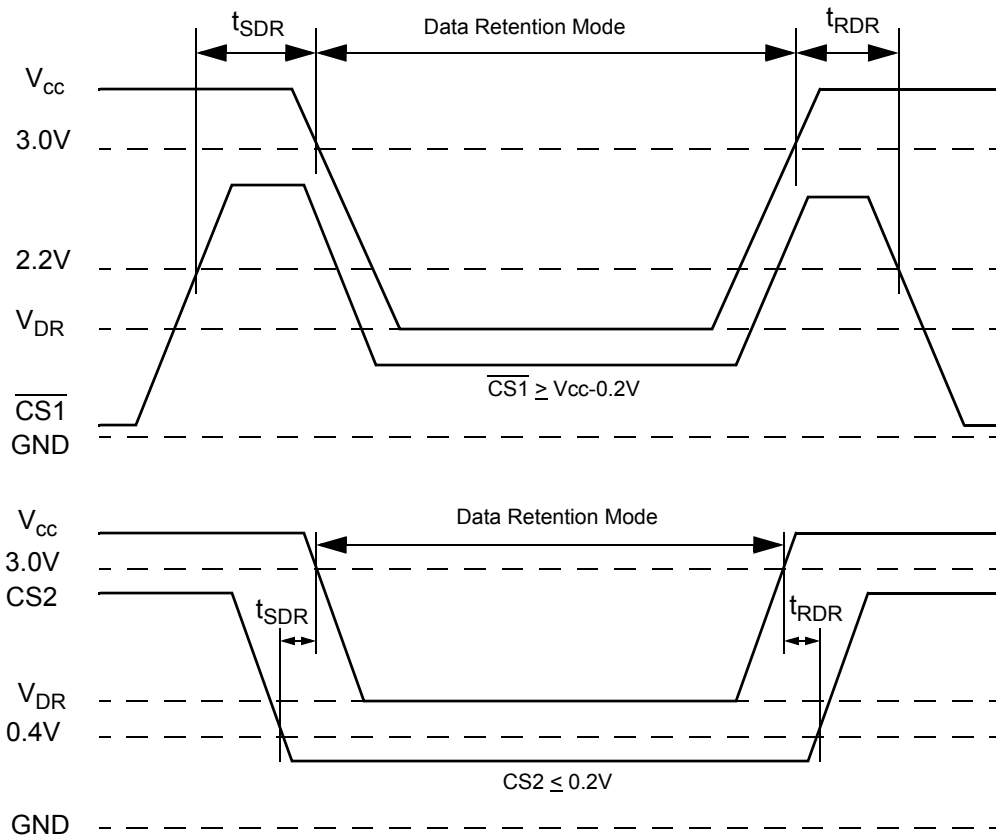 tSDR Data Retention Mode tRDR
Vcc
3.0V
2.2V
VDR
CS1 ≥ Vcc-0.2V
CS1
GND
Vcc Data Retention Mode
3.0V
CS2
tSDR tRDR
VDR
0.4V
CS2 ≤ 0.2V
GND